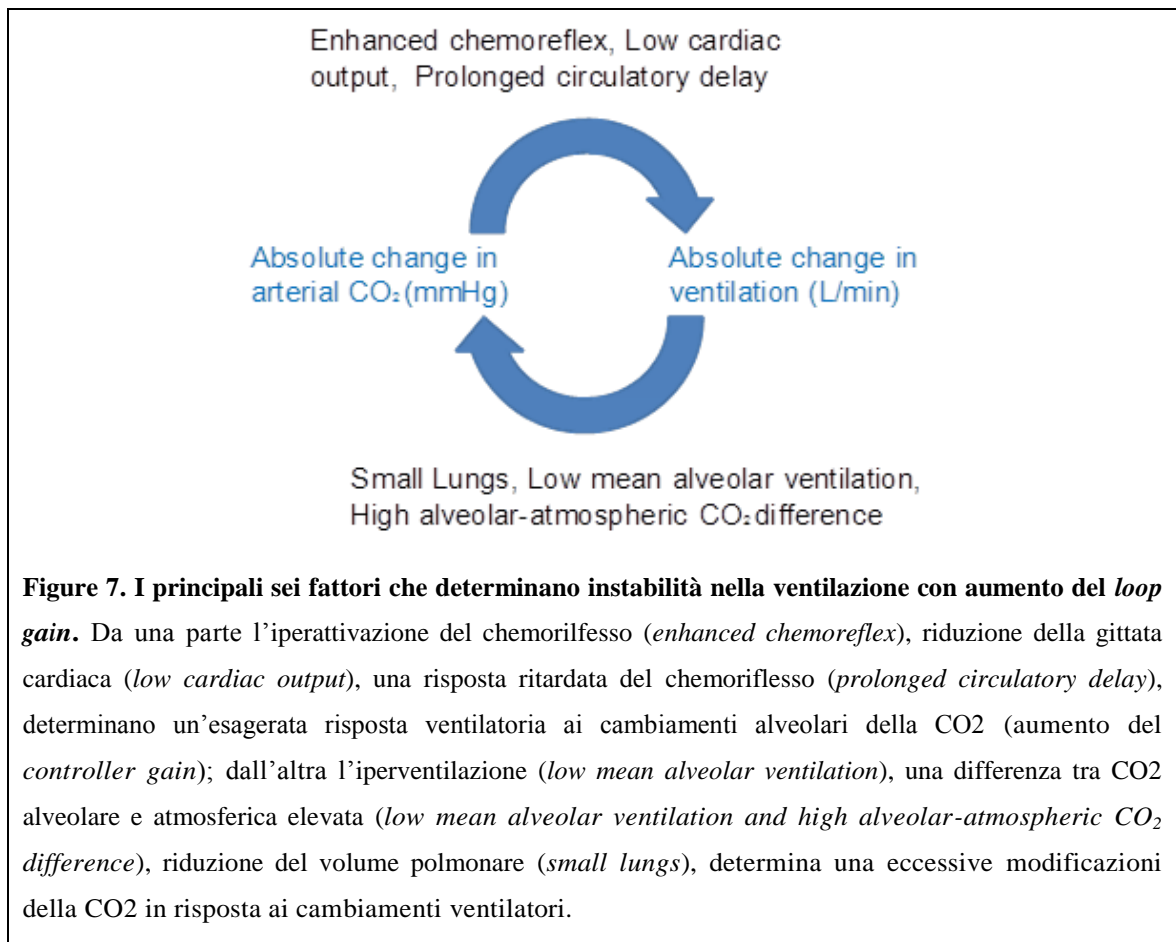 Enhanced chemoreflex, Low cardiac
output, Prolonged circulatory delay
Absolute change in
arterial CO₂ (mmHg)
Absolute change in
ventilation (L/min)
Small Lungs, Low mean alveolar ventilation,
High alveolar-atmospheric CO₂ difference
Figure 7. I principali sei fattori che determinano instabilità nella ventilazione con aumento del loop
gain. Da una parte l’iperattivazione del chemorilfesso (enhanced chemoreflex), riduzione della gittata
cardiaca (low cardiac output), una risposta ritardata del chemoriflesso (prolonged circulatory delay),
determinano un’esagerata risposta ventilatoria ai cambiamenti alveolari della CO2 (aumento del
controller gain); dall’altra l’iperventilazione (low mean alveolar ventilation), una differenza tra CO2
alveolare e atmosferica elevata (low mean alveolar ventilation and high alveolar-atmospheric CO₂
difference), riduzione del volume polmonare (small lungs), determina una eccessive modificazioni
della CO2 in risposta ai cambiamenti ventilatori.